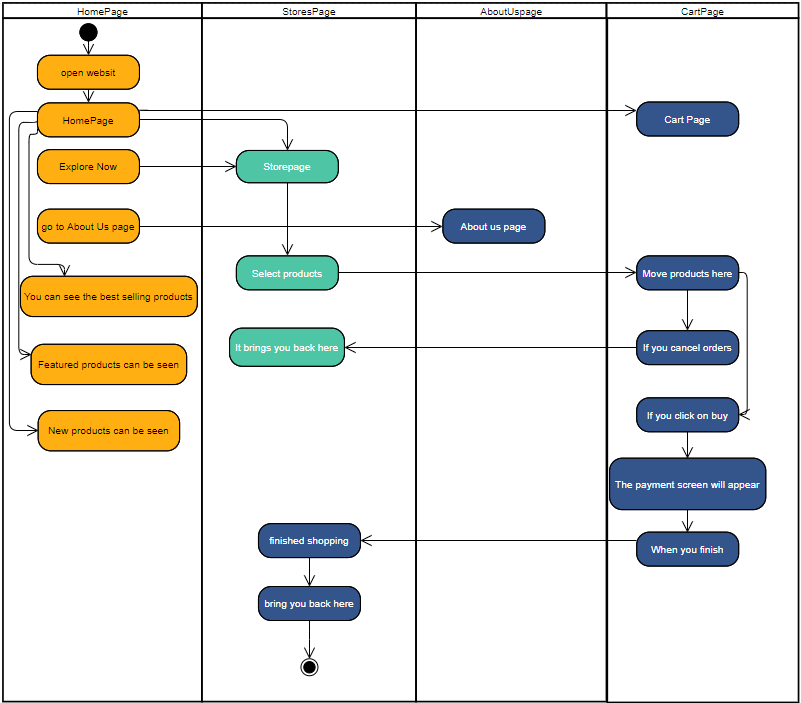 HomePage
StoresPage
AboutUspage
CartPage
open websit
HomePage
Cart Page
Explore Now
Storepage
go to About Us page
About us page
Select products
Move products here
You can see the best selling products
It brings you back here
If you cancel orders
Featured products can be seen
If you click on buy
New products can be seen
The payment screen will appear
finished shopping
When you finish
bring you back here